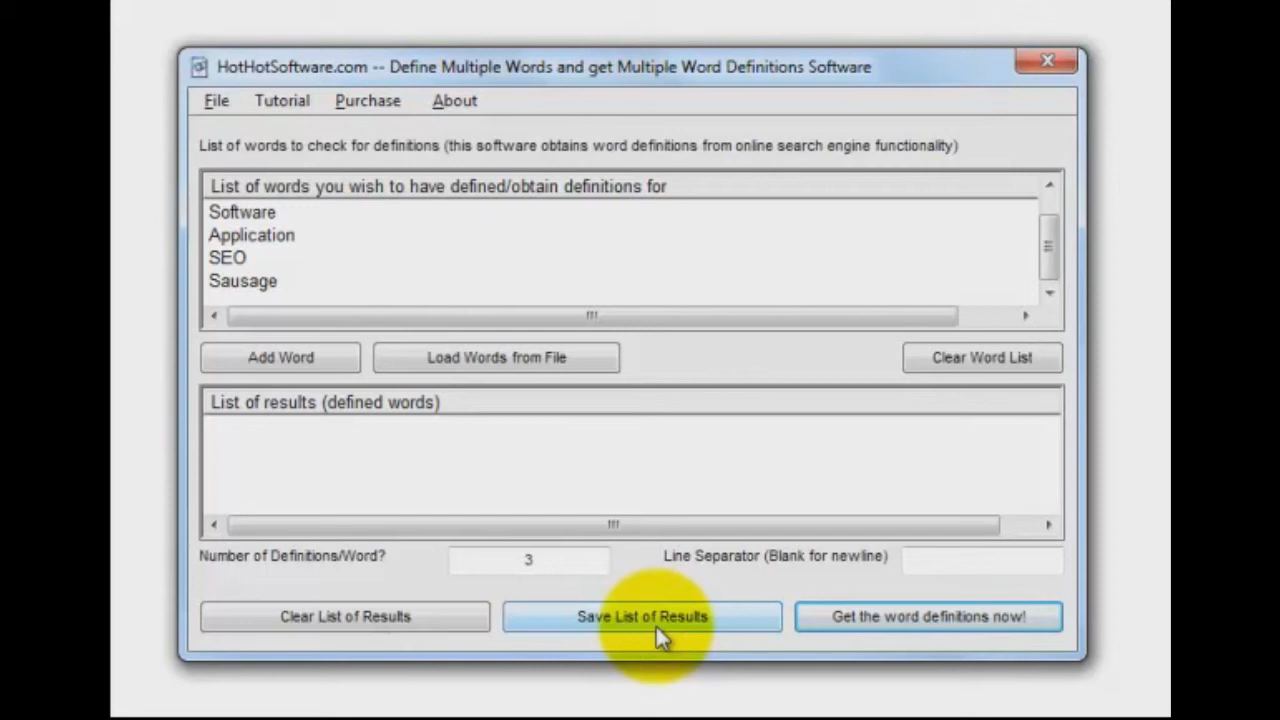 HotHotSoftware.com -- Define Multiple Words and get Multiple Word Definitions Software
File Tutorial Purchase About
List of words to check for definitions (this software obtains word definitions from online search engine functionality)
List of words you wish to have defined/obtain definitions for
Software
Application
SEO
Sausage
Add Word Load Words from File Clear Word List
List of results (defined words)
Number of Definitions/Word? 3 Line Separator (Blank for newline)
Clear List of Results Save List of Results Get the word definitions now!